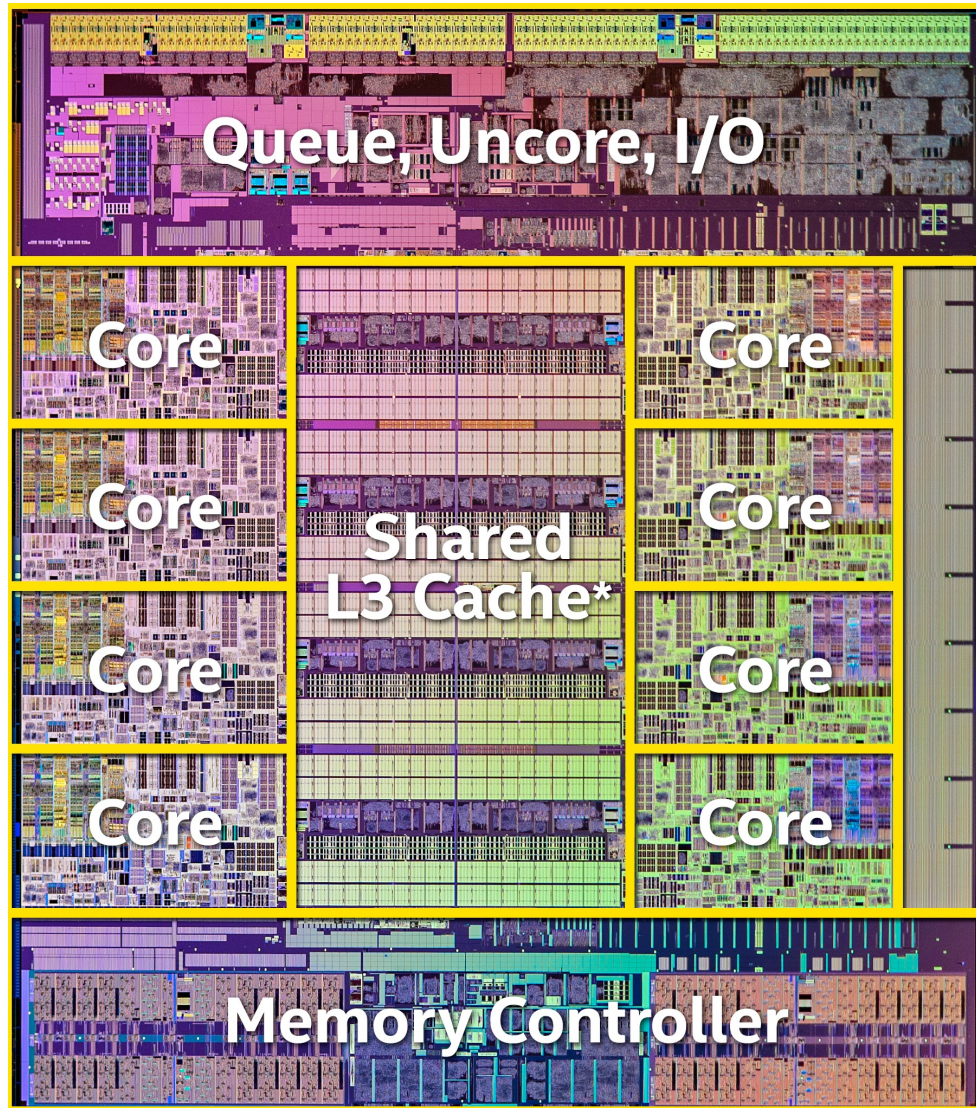 Queue, Uncore, I/O
Core
Core
Core
Core
Shared
L3 Cache*
Core
Core
Core
Core
Memory Controller